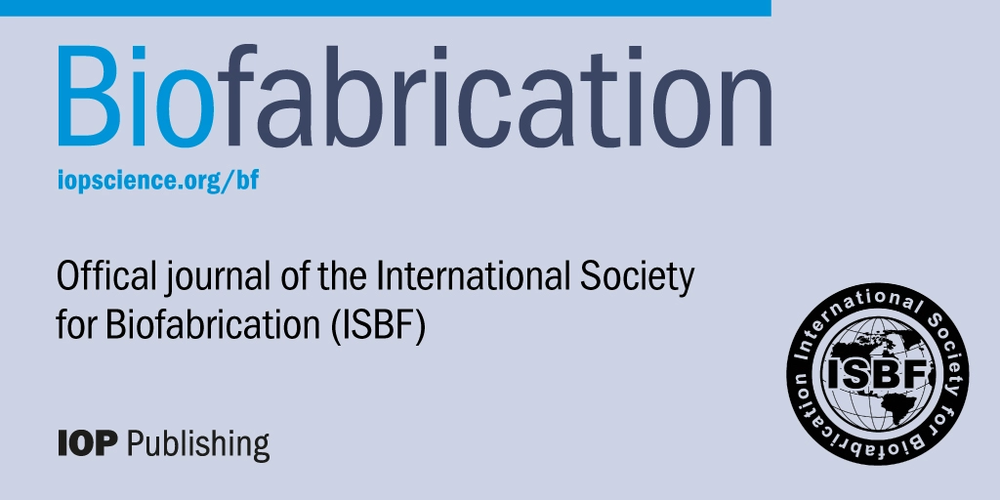 Biofabrication
iopscience.org/bf
Offical journal of the International Society
for Biofabrication (ISBF)
International Society for Biofabrication
ISBF
IOP Publishing